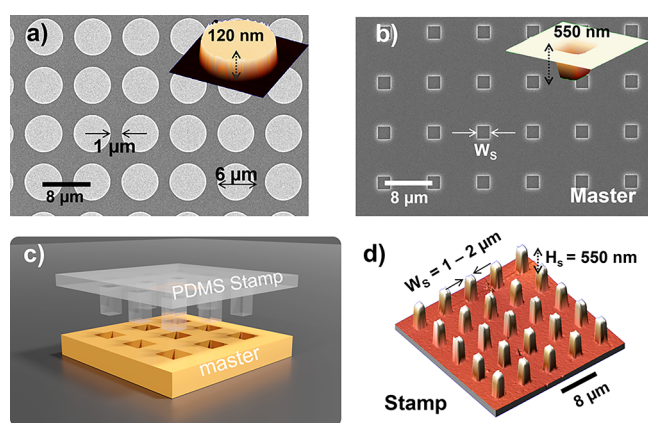 a)
120 nm
1 µm
6 µm
8 µm
b)
550 nm
Ws
8 µm
Master
c)
PDMS Stamp
master
d)
Ws = 1 – 2 µm
Hs = 550 nm
8 µm
Stamp